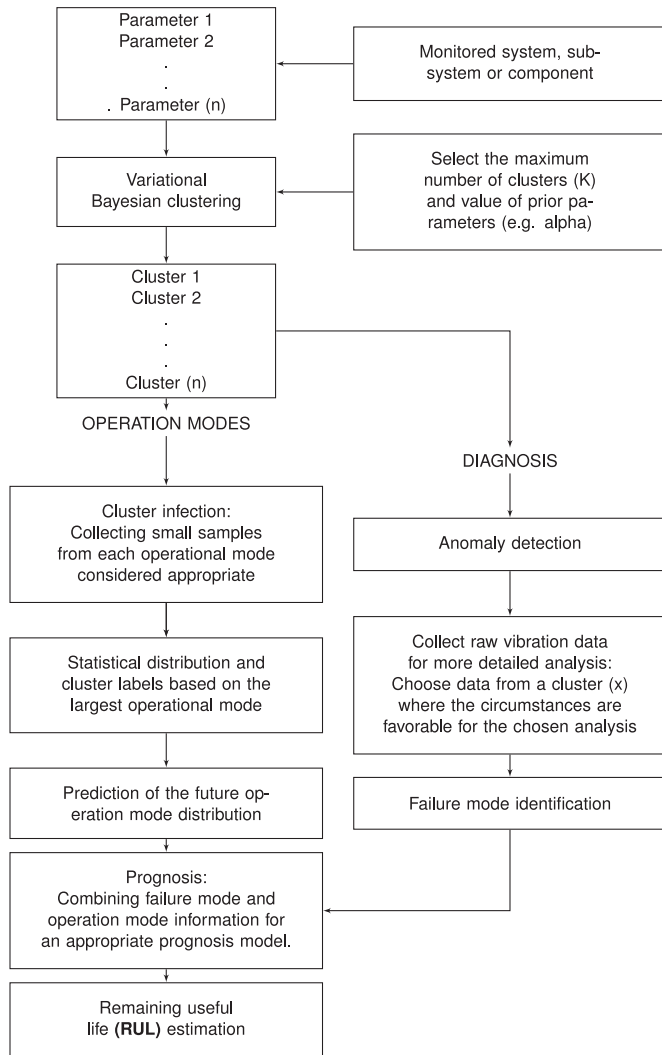 Parameter 1
Parameter 2
.
.
. Parameter (n)
Monitored system, sub-
system or component
Variational
Bayesian clustering
Select the maximum
number of clusters (K)
and value of prior pa-
rameters (e.g. alpha)
Cluster 1
Cluster 2
.
.
.
Cluster (n)
OPERATION MODES
DIAGNOSIS
Cluster infection:
Collecting small samples
from each operational mode
considered appropriate
Anomaly detection
Statistical distribution and
cluster labels based on the
largest operational mode
Collect raw vibration data
for more detailed analysis:
Choose data from a cluster (x)
where the circumstances are
favorable for the chosen analysis
Prediction of the future op-
eration mode distribution
Failure mode identification
Prognosis:
Combining failure mode and
operation mode information for
an appropriate prognosis model.
Remaining useful
life (RUL) estimation